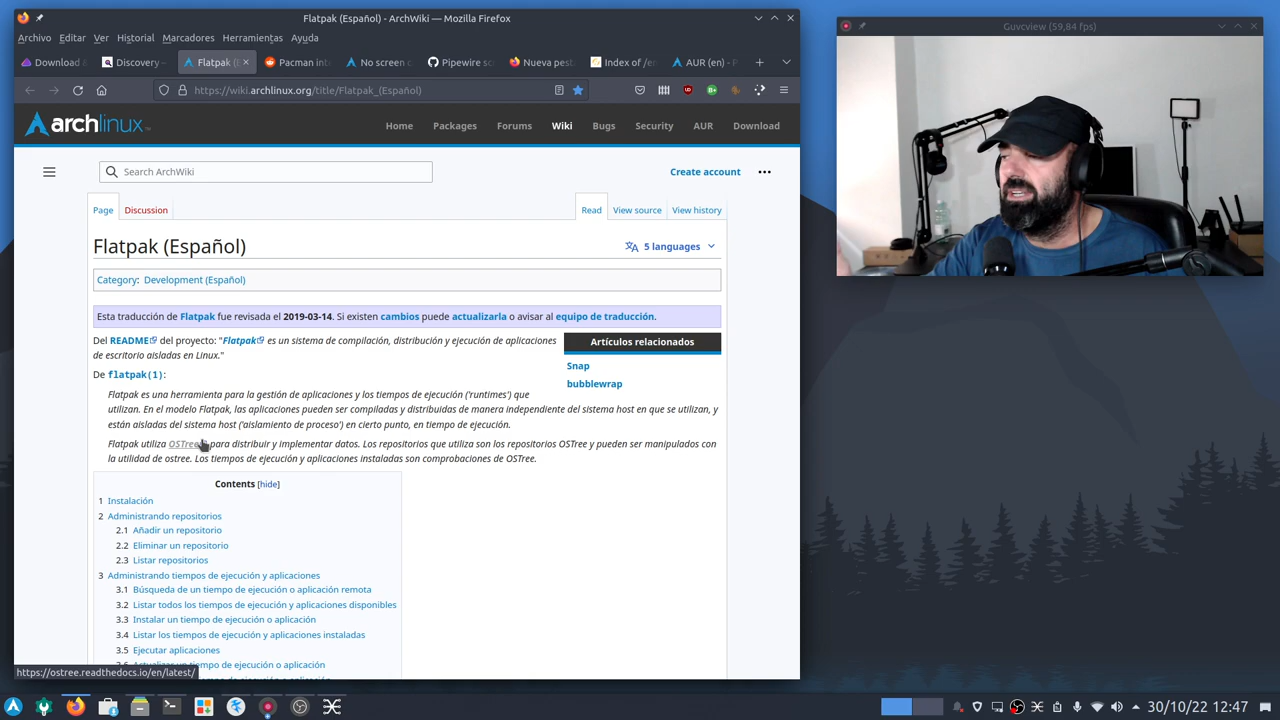 Flatpak (Español) - ArchWiki — Mozilla Firefox
Archivo Editar Ver Historial Marcadores Herramientas Ayuda
Download Discovery Flatpak ( Reddit Pacman int No screen c Pipewire sc Nueva pest Index of /en AUR (en) - P
https://wiki.archlinux.org/title/Flatpak_(Español)
archlinux
Home Packages Forums Wiki Bugs Security AUR Download
Search ArchWiki
Create account
Page Discussion Read View source View history
Flatpak (Español)
5 languages
Category: Development (Español)
Esta traducción de Flatpak fue revisada el 2019-03-14. Si existen cambios puede actualizarla o avisar al equipo de traducción.
Del README del proyecto: "Flatpak es un sistema de compilación, distribución y ejecución de aplicaciones
de escritorio aisladas en Linux."
Artículos relacionados
Snap
bubblewrap
De flatpak(1):
Flatpak es una herramienta para la gestión de aplicaciones y los tiempos de ejecución ('runtimes') que
utilizan. En el modelo Flatpak, las aplicaciones pueden ser compiladas y distribuidas de manera independiente del sistema host en que se utilizan, y
están aisladas del sistema host ('aislamiento de proceso') en cierto punto, en tiempo de ejecución.
Flatpak utiliza OSTree para distribuir y implementar datos. Los repositorios que utiliza son los repositorios OSTree y pueden ser manipulados con
la utilidad de ostree. Los tiempos de ejecución y aplicaciones instaladas son comprobaciones de OSTree.
Contents [hide]
1 Instalación
2 Administrando repositorios
2.1 Añadir un repositorio
2.2 Eliminar un repositorio
2.3 Listar repositorios
3 Administrando tiempos de ejecución y aplicaciones
3.1 Búsqueda de un tiempo de ejecución o aplicación remota
3.2 Listar todos los tiempos de ejecución y aplicaciones disponibles
3.3 Instalar un tiempo de ejecución o aplicación
3.4 Listar los tiempos de ejecución y aplicaciones instaladas
3.5 Ejecutar aplicaciones
3.6 Actualizar un tiempo de ejecución o aplicación
https://ostree.readthedocs.io/en/latest/
Guvcview (59,84 fps)
30/10/22 12:47